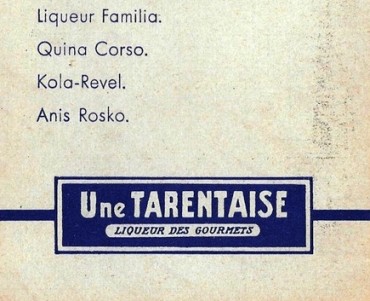 Liqueur Familia.
Quina Corso.
Kola-Revel.
Anis Rosko.
Une TARENTAISE
LIQUEUR DES GOURMETS